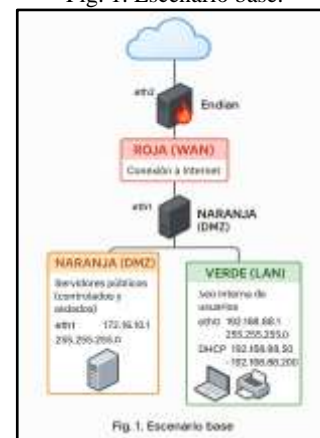 Fig. 1. Escenario base.
eth2
Endian
ROJA (WAN)
Conexión a Internet
eth1
NARANJA
(DMZ)
NARANJA (DMZ)
Servidores públicos
(controlados y
aislados)
eth1 172.16.10.1
255.255.255.0
VERDE (LAN)
interna de
usuarios
eth0 192.168.88.1
255.255.255.0
DHCP 192.168.88.50
- 192.168.88.200
Fig. 1. Escenario base